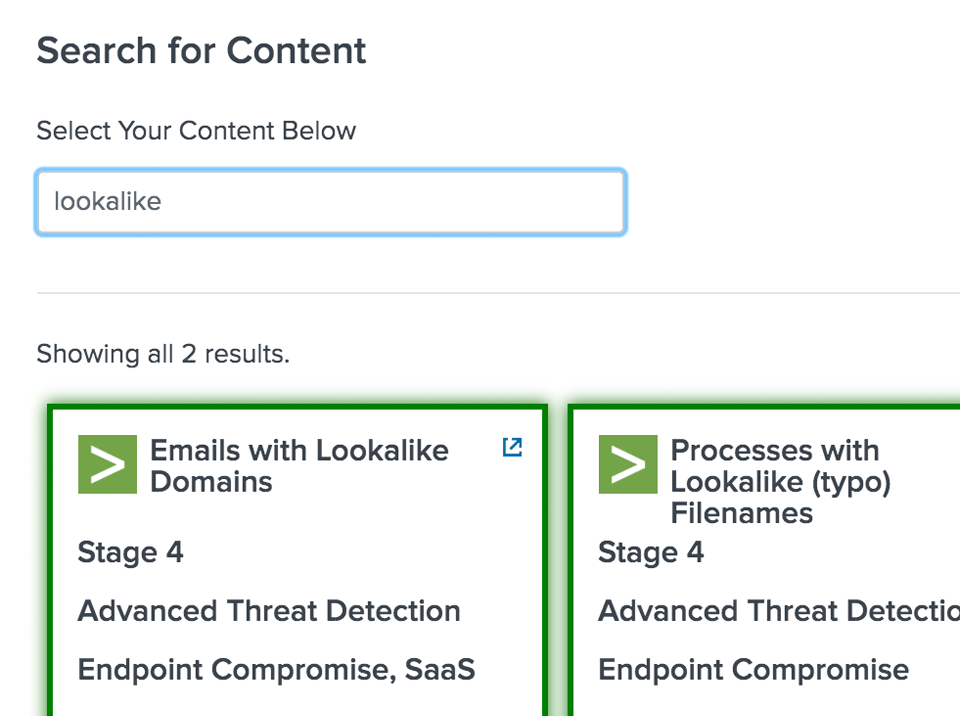 Search for Content
Select Your Content Below
lookalike
Showing all 2 results.
Emails with Lookalike
Domains
Stage 4
Advanced Threat Detection
Endpoint Compromise, SaaS
Processes with
Lookalike (typo)
Filenames
Stage 4
Advanced Threat Detectio
Endpoint Compromise